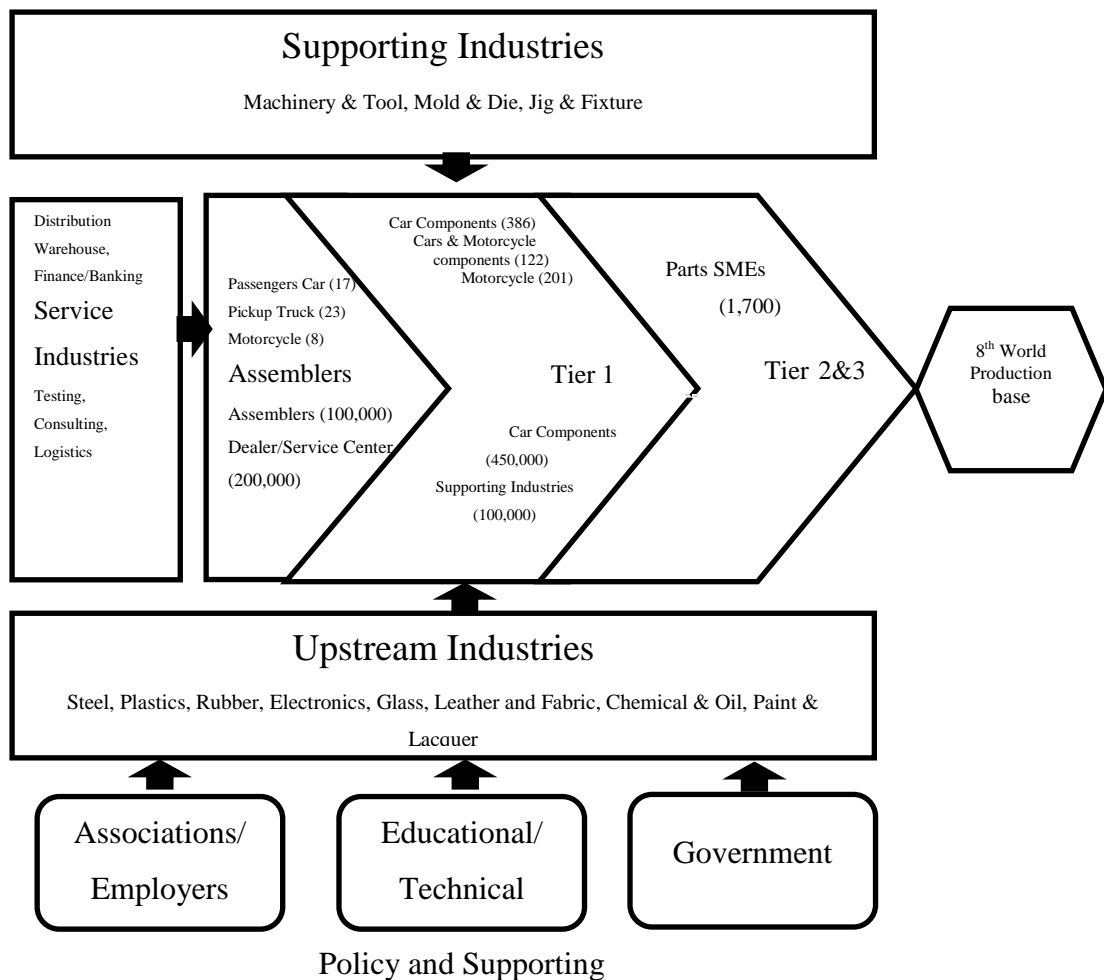 Supporting Industries
Machinery & Tool, Mold & Die, Jig & Fixture
Distribution
Warehouse,
Finance/Banking
Service
Industries
Testing,
Consulting,
Logistics
Passengers Car (17)
Pickup Truck (23)
Motorcycle (8)
Assemblers
Assemblers (100,000)
Dealer/Service Center
(200,000)
Car Components (386)
Cars & Motorcycle
components (122)
Motorcycle (201)
Tier 1
Car Components
(450,000)
Supporting Industries
(100,000)
Parts SMEs
(1,700)
Tier 2&3
8th World
Production
base
Upstream Industries
Steel, Plastics, Rubber, Electronics, Glass, Leather and Fabric, Chemical & Oil, Paint &
Lacquer
Associations/
Employers
Educational/
Technical
Government
Policy and Supporting